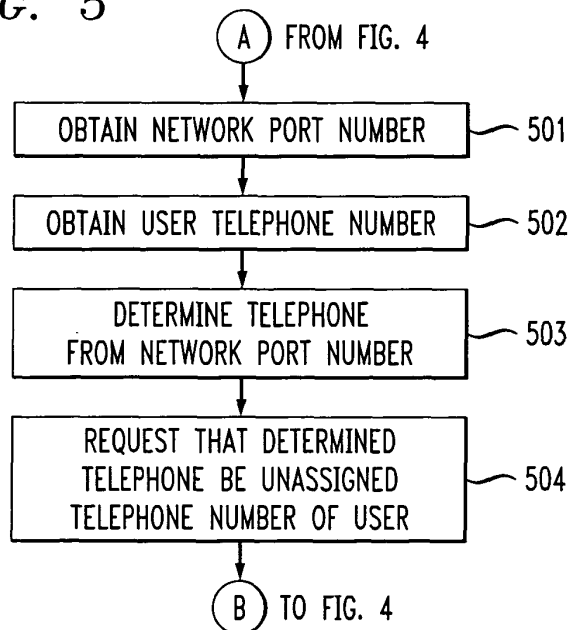 G. 5
A FROM FIG. 4
OBTAIN NETWORK PORT NUMBER 501
OBTAIN USER TELEPHONE NUMBER 502
DETERMINE TELEPHONE
FROM NETWORK PORT NUMBER 503
REQUEST THAT DETERMINED
TELEPHONE BE UNASSIGNED 504
TELEPHONE NUMBER OF USER
B TO FIG. 4